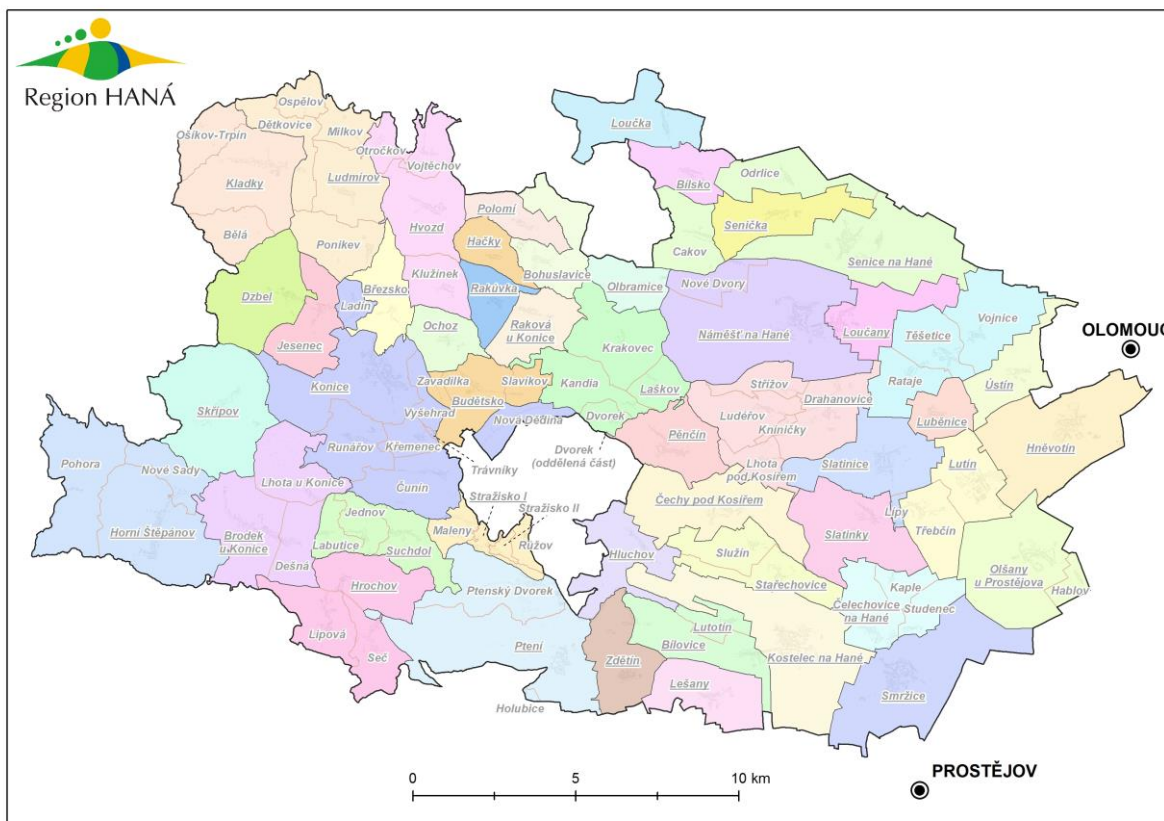 Region HANÁ
Loučka
Ospělov
Dětkovice
Milkov
Ošíkov-Trpín
Otročkov
Vojtěchov
Kladky
Ludmírov
Bílsko
Odrlice
Polomí
Senička
Hvozd
Bělá
Poníkev
Hačky
Cakov
Senice na Hané
Bohuslavice
Klužínek
Olbramice
Nové Dvory
Dzbel
Ladín
Březsko
Rakůvka
Vojnice
OLOMOUC
Ochoz
Raková
u Konice
Náměšť na Hané
Loučany
Těšetice
Jesenec
Krakovec
Konice
Zavadilka
Slavíkov
Kandia
Laškov
Střížov
Drahanovice
Rataje
Ústín
Skřípov
Budětsko
Vyšehrad
Nová Dědina
Dvorek
Luděřov
Kníničky
Luběnice
Runářov
Křemenec
Pěnčín
Hněvotín
Pohora
Nové Sady
Trávníky
Dvorek
(oddělená část)
Lhota
pod Kosířem
Slatinice
Lutín
Lhota u Konice
Čunín
Stražisko I
Čechy pod Kosířem
Stražisko II
Lípy
Jednov
Maleny
Růžov
Třebčín
Horní Štěpánov
Brodek
u Konice
Labutice
Suchdol
Hluchov
Služín
Slatinky
Dešná
Stařechovice
Olšany
u Prostějova
Hrochov
Ptenský Dvorek
Kaple
Hablov
Čelechovice
na Hané
Studenec
Lutotín
Lipová
Seč
Ptení
Zdětín
Bílovice
Kostelec na Hané
Lešany
Smržice
Holubice
0
5
10 km
PROSTĚJOV